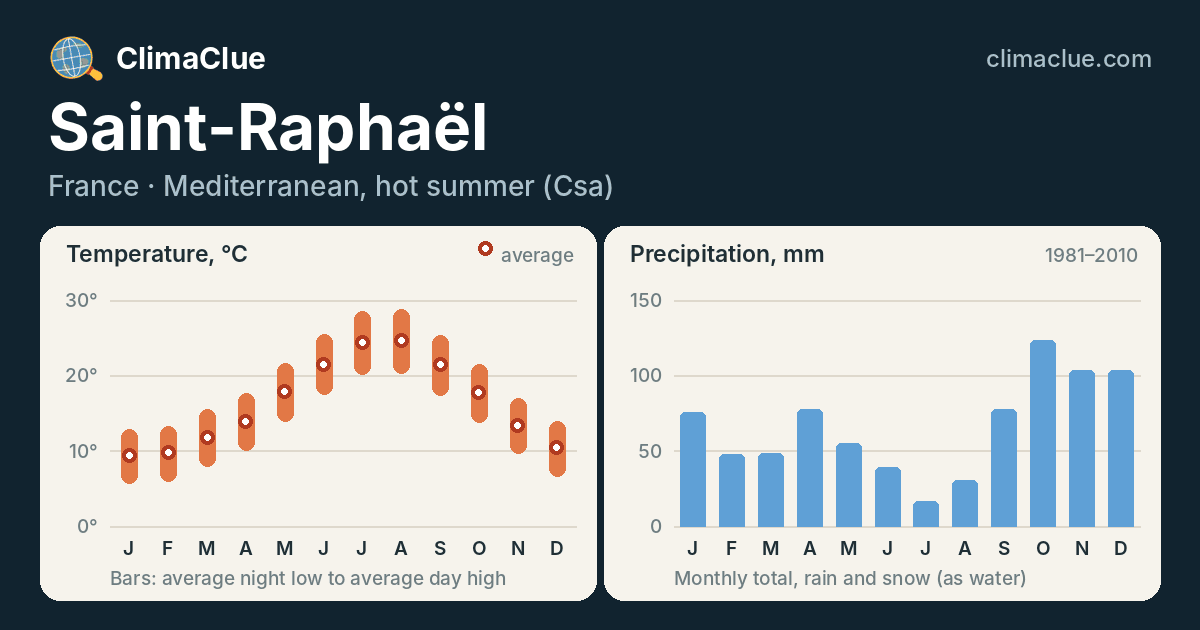 ClimaClue
climaclue.com
Saint-Raphaël
France · Mediterranean, hot summer (Csa)
Temperature, °C
average
30°
20°
10°
0°
J F M A M J J A S O N D
Bars: average night low to average day high
Precipitation, mm
1981–2010
150
100
50
0
J F M A M J J A S O N D
Monthly total, rain and snow (as water)